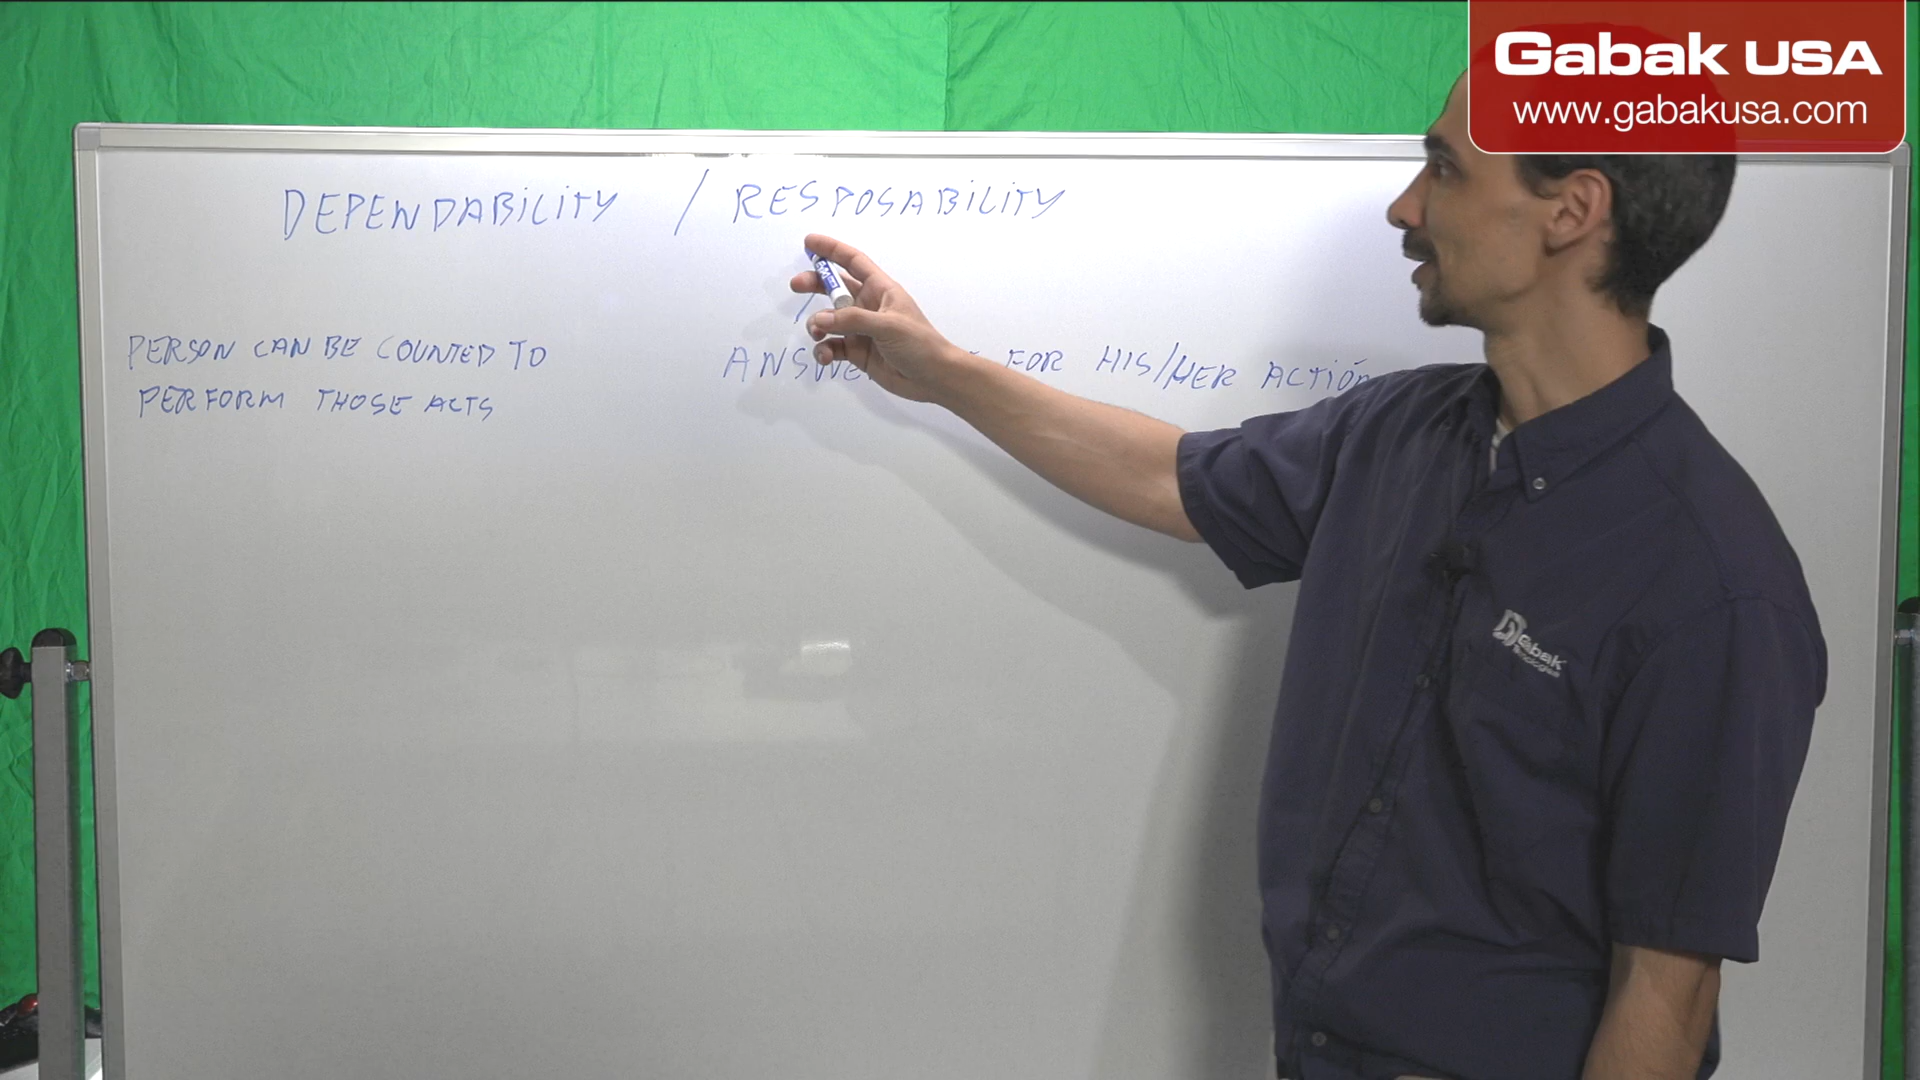 Gabak USA
www.gabakusa.com
DEPENDABILITY / RESPOSABILITY
PERSON CAN BE COUNTED TO
PERFORM THOSE ACTS
FOR HIS/HER ACTION
Gabak